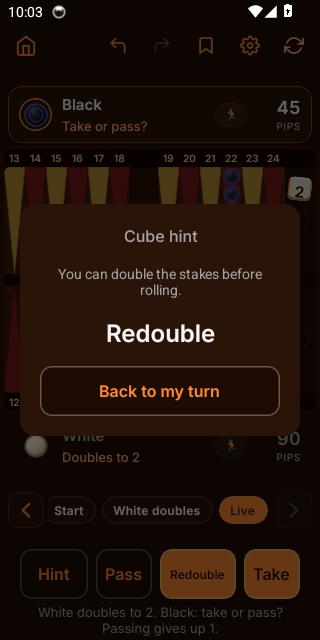 10:03
Black
Take or pass?
45
PIPS
13 14 15 16 17 18 19 20 21 22 23 24
2
Cube hint
You can double the stakes before
rolling.
Redouble
Back to my turn
12
White
Doubles to 2
90
PIPS
Start White doubles Live
Hint Pass Redouble Take
White doubles to 2. Black: take or pass?
Passing gives up 1.